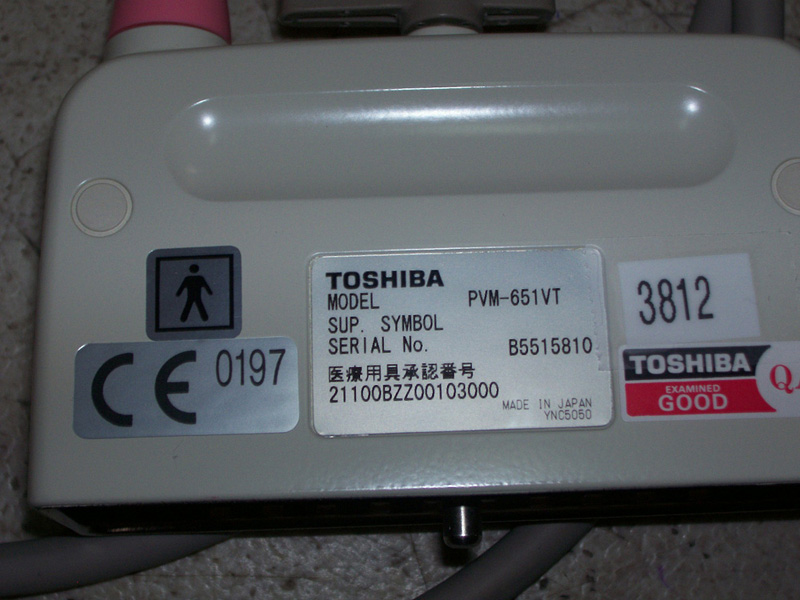 CE 0197
TOSHIBA
MODEL PVM-651VT
SUP. SYMBOL
SERIAL No. B5515810
医療用具承認番号
21100BZZ00103000
MADE IN JAPAN
YNC5050
3812
TOSHIBA
EXAMINED
GOOD